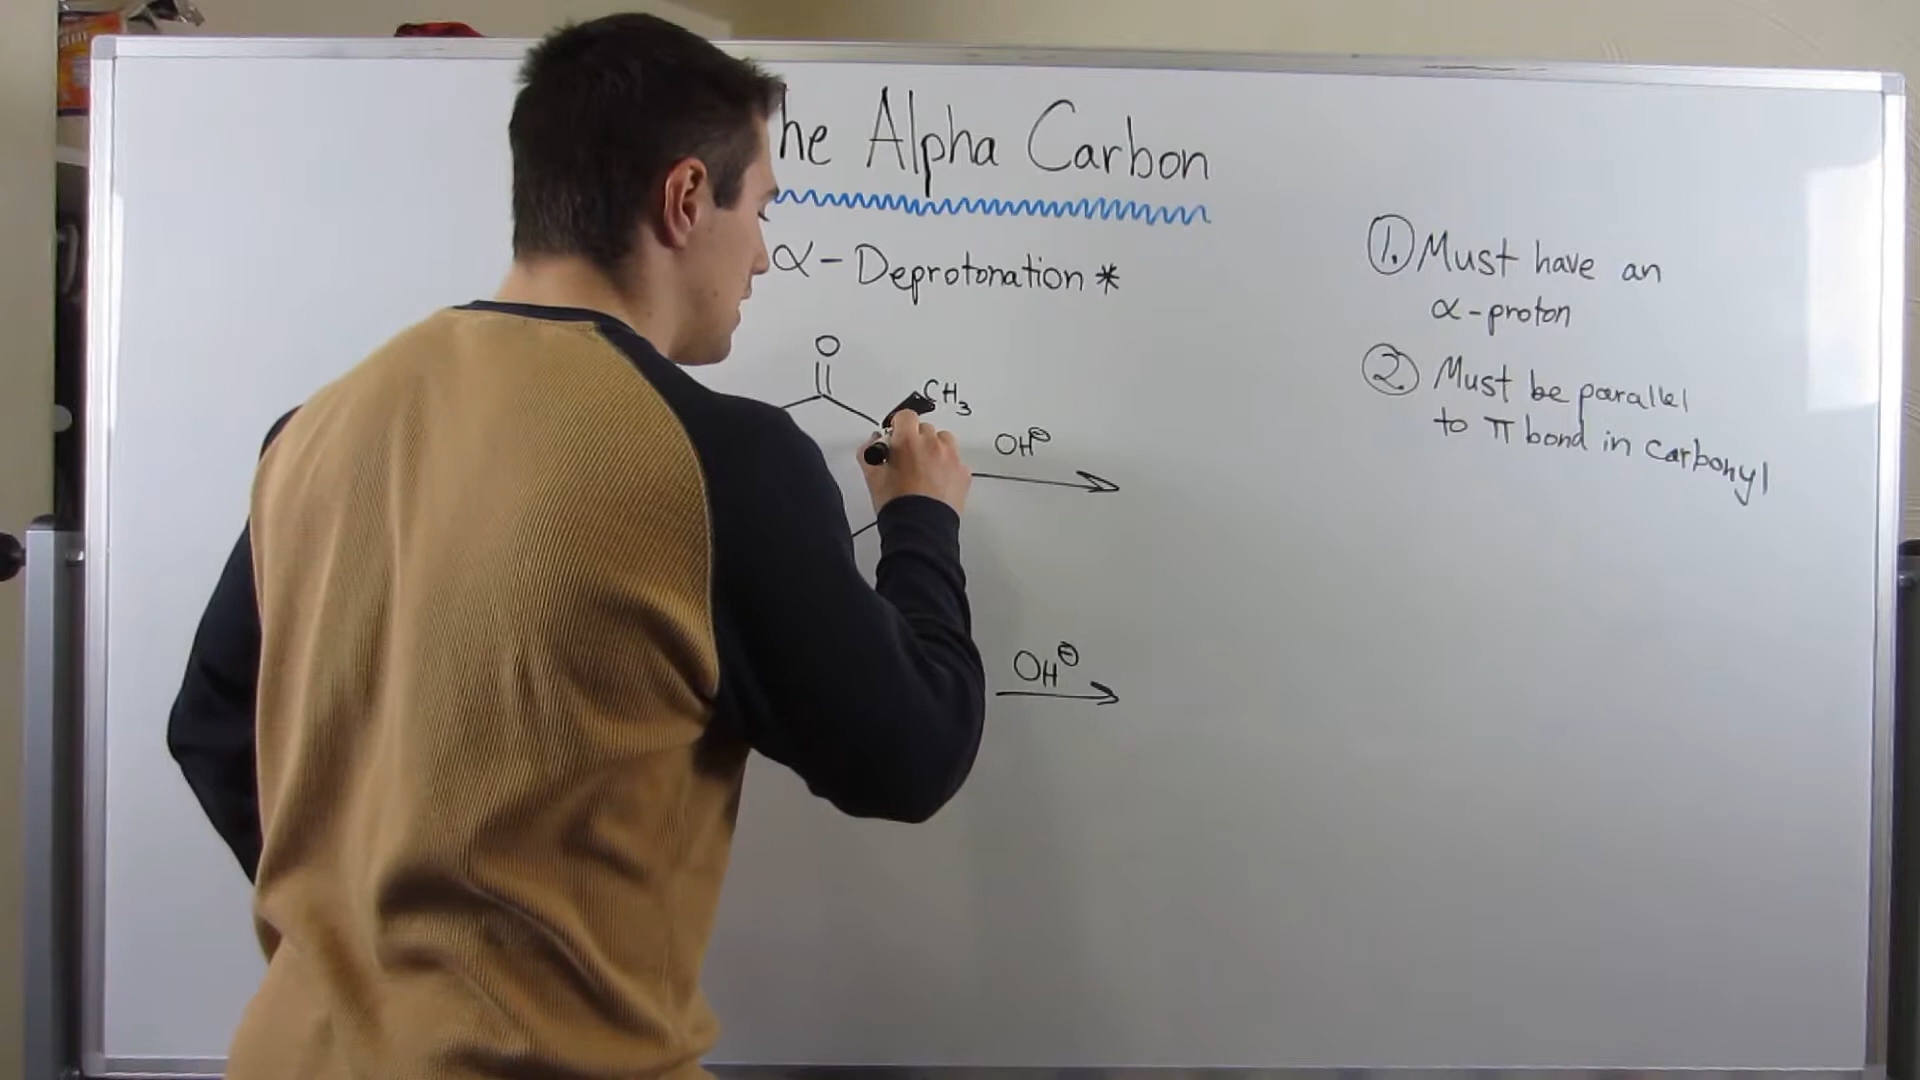 he Alpha Carbon
α-Deprotonation *
O
CH3
OH⊖
OH⊖
1. Must have an
α-proton
2. Must be parallel
to π bond in carbonyl